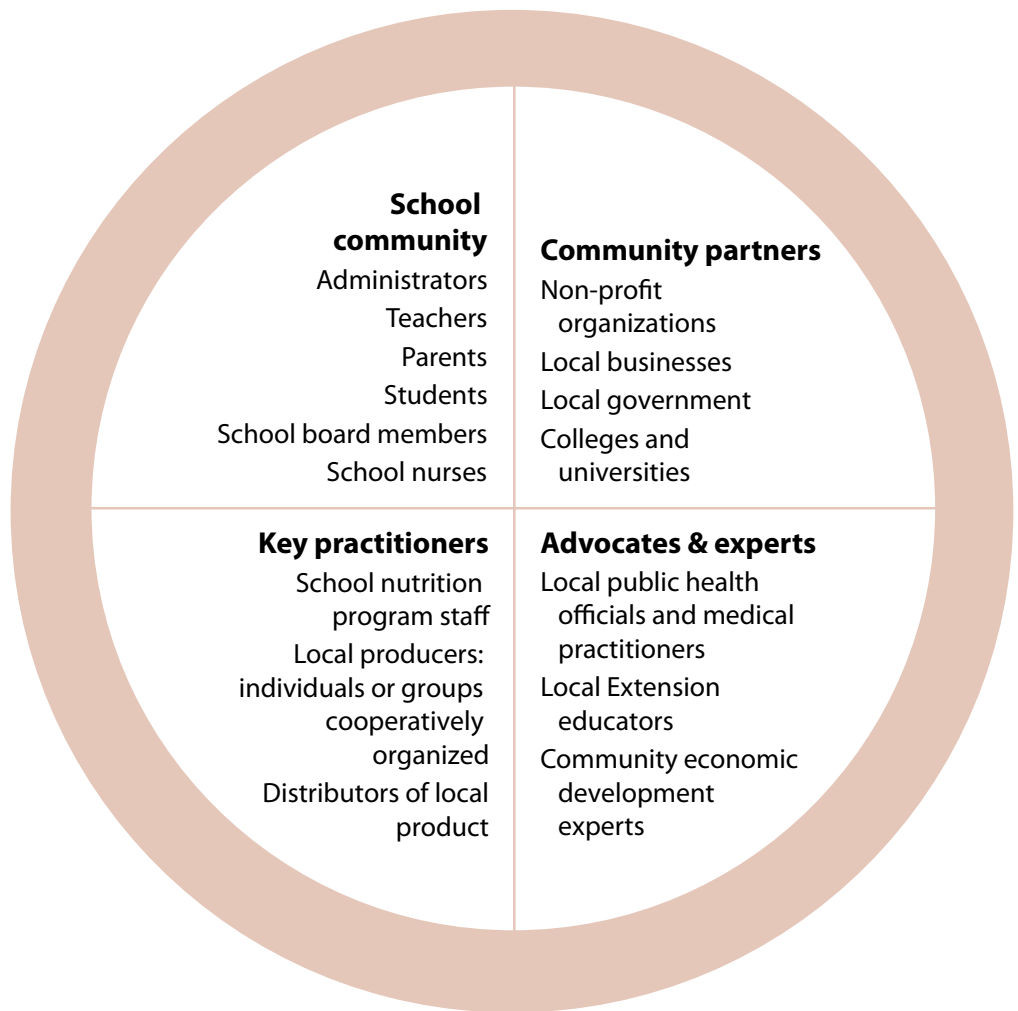 School
community
Administrators
Teachers
Parents
Students
School board members
School nurses
Community partners
Non-profit
organizations
Local businesses
Local government
Colleges and
universities
Key practitioners
School nutrition
program staff
Local producers:
individuals or groups
cooperatively
organized
Distributors of local
product
Advocates & experts
Local public health
officials and medical
practitioners
Local Extension
educators
Community economic
development
experts